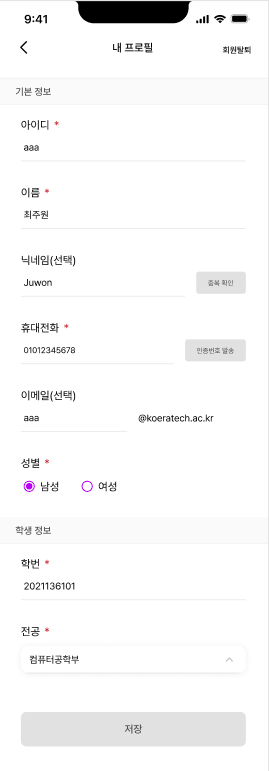 9:41
내 프로필 회원탈퇴
기본 정보
아이디 *
aaa
이름 *
최주원
닉네임(선택)
Juwon 중복 확인
휴대전화 *
01012345678 인증번호 발송
이메일(선택)
aaa @koeratech.ac.kr
성별 *
남성 여성
학생 정보
학번 *
2021136101
전공 *
컴퓨터공학부
저장